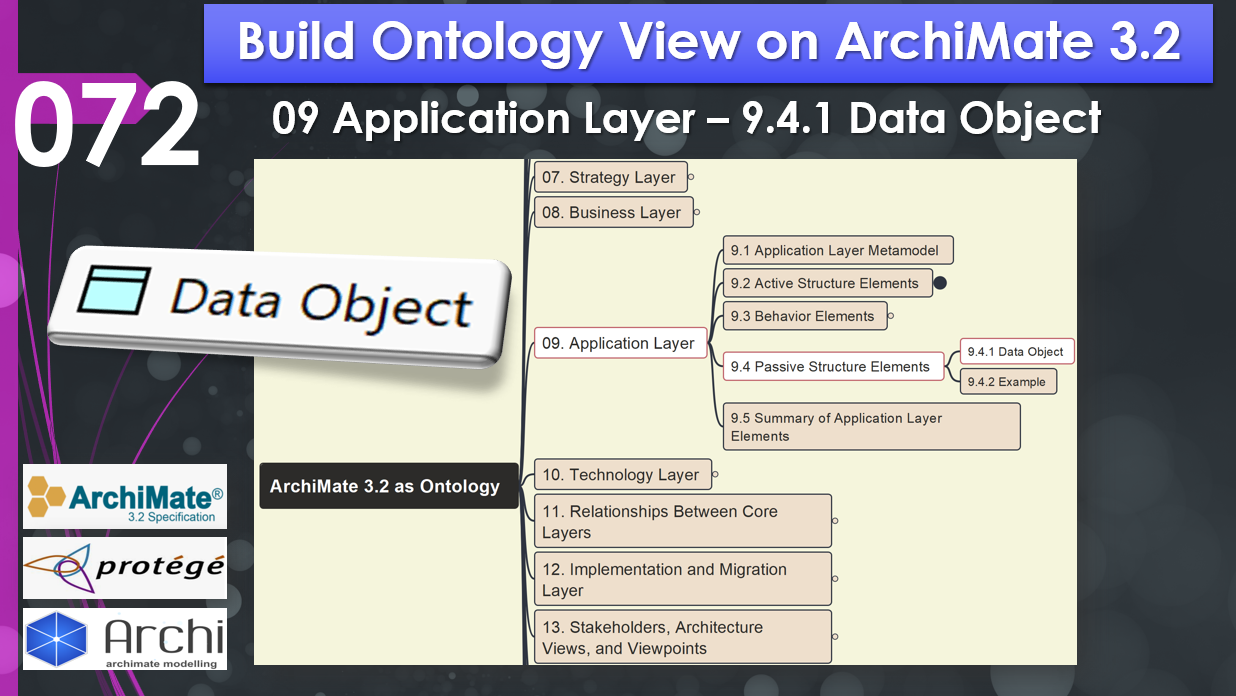 Build Ontology View on ArchiMate 3.2
072
09 Application Layer – 9.4.1 Data Object
07. Strategy Layer
08. Business Layer
Data Object
9.1 Application Layer Metamodel
9.2 Active Structure Elements
9.3 Behavior Elements
09. Application Layer
9.4 Passive Structure Elements
9.4.1 Data Object
9.4.2 Example
9.5 Summary of Application Layer
Elements
ArchiMate 3.2 as Ontology
10. Technology Layer
11. Relationships Between Core
Layers
12. Implementation and Migration
Layer
13. Stakeholders, Architecture
Views, and Viewpoints
ArchiMate®
3.2 Specification
protégé
Archi
archimate modelling